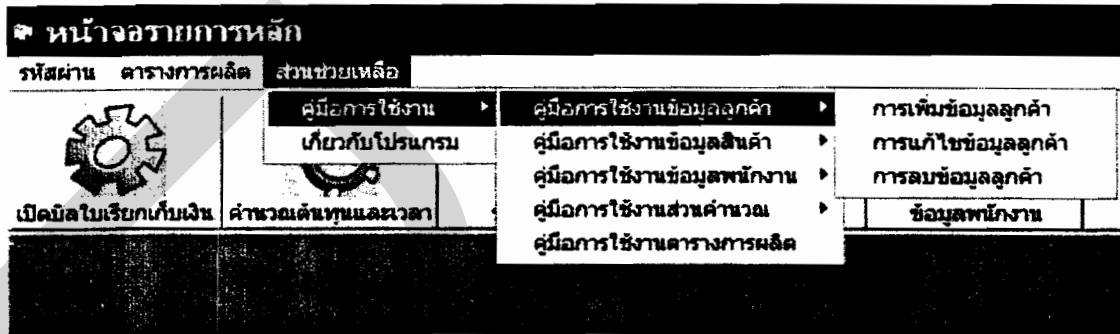 หน้าจอรายการหลัก
รหัสผ่าน ตารางการผลิต ส่วนช่วยเหลือ
คู่มือการใช้งาน คู่มือการใช้งานข้อมูลลูกค้า การเพิ่มข้อมูลลูกค้า
เกี่ยวกับโปรแกรม คู่มือการใช้งานข้อมูลสินค้า การแก้ไขข้อมูลลูกค้า
คู่มือการใช้งานข้อมูลพนักงาน การลบข้อมูลลูกค้า
เปิดบิลใบเรียกเก็บเงิน คำนวณต้นทุนและเวลา คู่มือการใช้งานส่วนคำนวณ ข้อมูลพนักงาน
คู่มือการใช้งานตารางการผลิต